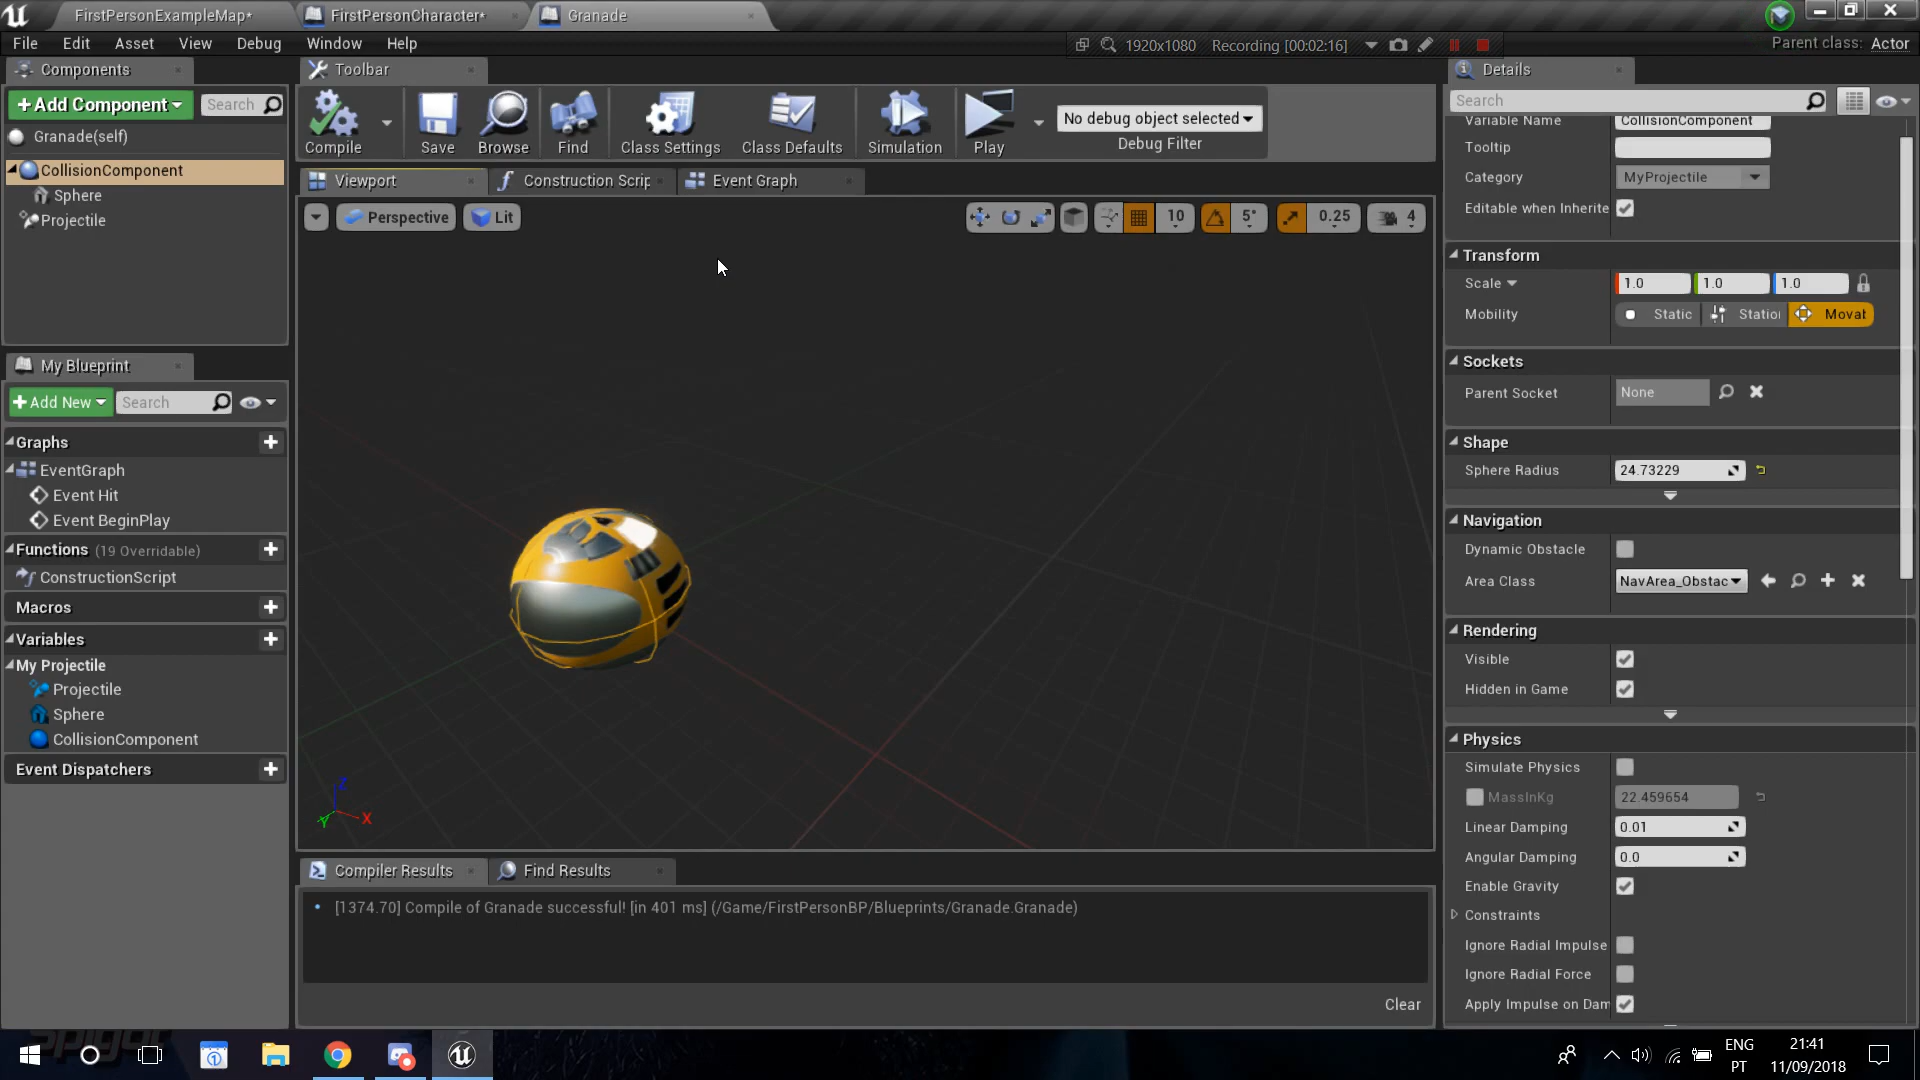 FirstPersonExampleMap*
FirstPersonCharacter*
Granade
File Edit Asset View Debug Window Help
1920x1080 Recording [00:02:16]
Parent class: Actor
Components
+Add Component
Search
Granade(self)
CollisionComponent
Sphere
Projectile
My Blueprint
+Add New
Search
Graphs
EventGraph
Event Hit
Event BeginPlay
Functions (19 Overridable)
ConstructionScript
Macros
Variables
My Projectile
Projectile
Sphere
CollisionComponent
Event Dispatchers
Toolbar
Compile
Save
Browse
Find
Class Settings
Class Defaults
Simulation
Play
No debug object selected
Debug Filter
Viewport
Construction Scrip
Event Graph
Perspective
Lit
10
5°
0.25
4
Z
Y
X
Compiler Results
Find Results
[1374.70] Compile of Granade successful! [in 401 ms] (/Game/FirstPersonBP/Blueprints/Granade.Granade)
Clear
Details
Search
Variable Name CollisionComponent
Tooltip
Category MyProjectile
Editable when Inherite
Transform
Scale 1.0 1.0 1.0
Mobility Static Station Movab
Sockets
Parent Socket None
Shape
Sphere Radius 24.73229
Navigation
Dynamic Obstacle
Area Class NavArea_Obstac
Rendering
Visible
Hidden in Game
Physics
Simulate Physics
MassInKg 22.459654
Linear Damping 0.01
Angular Damping 0.0
Enable Gravity
Constraints
Ignore Radial Impulse
Ignore Radial Force
Apply Impulse on Dam
ENG
PT
21:41
11/09/2018